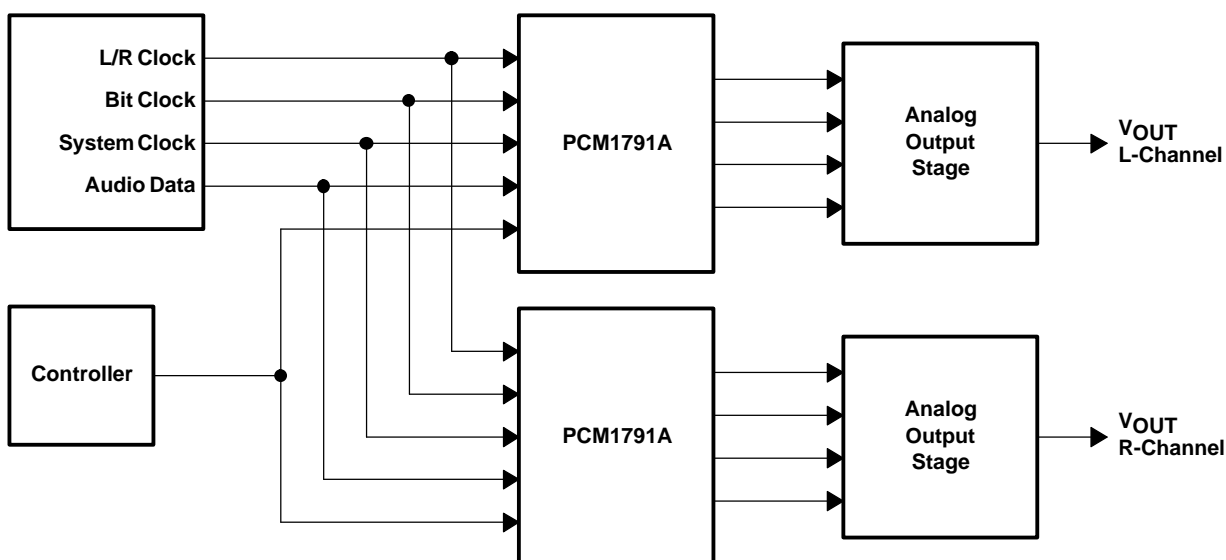 L/R Clock
Bit Clock
System Clock
Audio Data
PCM1791A
Analog
Output
Stage
VOUT
L-Channel
Controller
PCM1791A
Analog
Output
Stage
VOUT
R-Channel